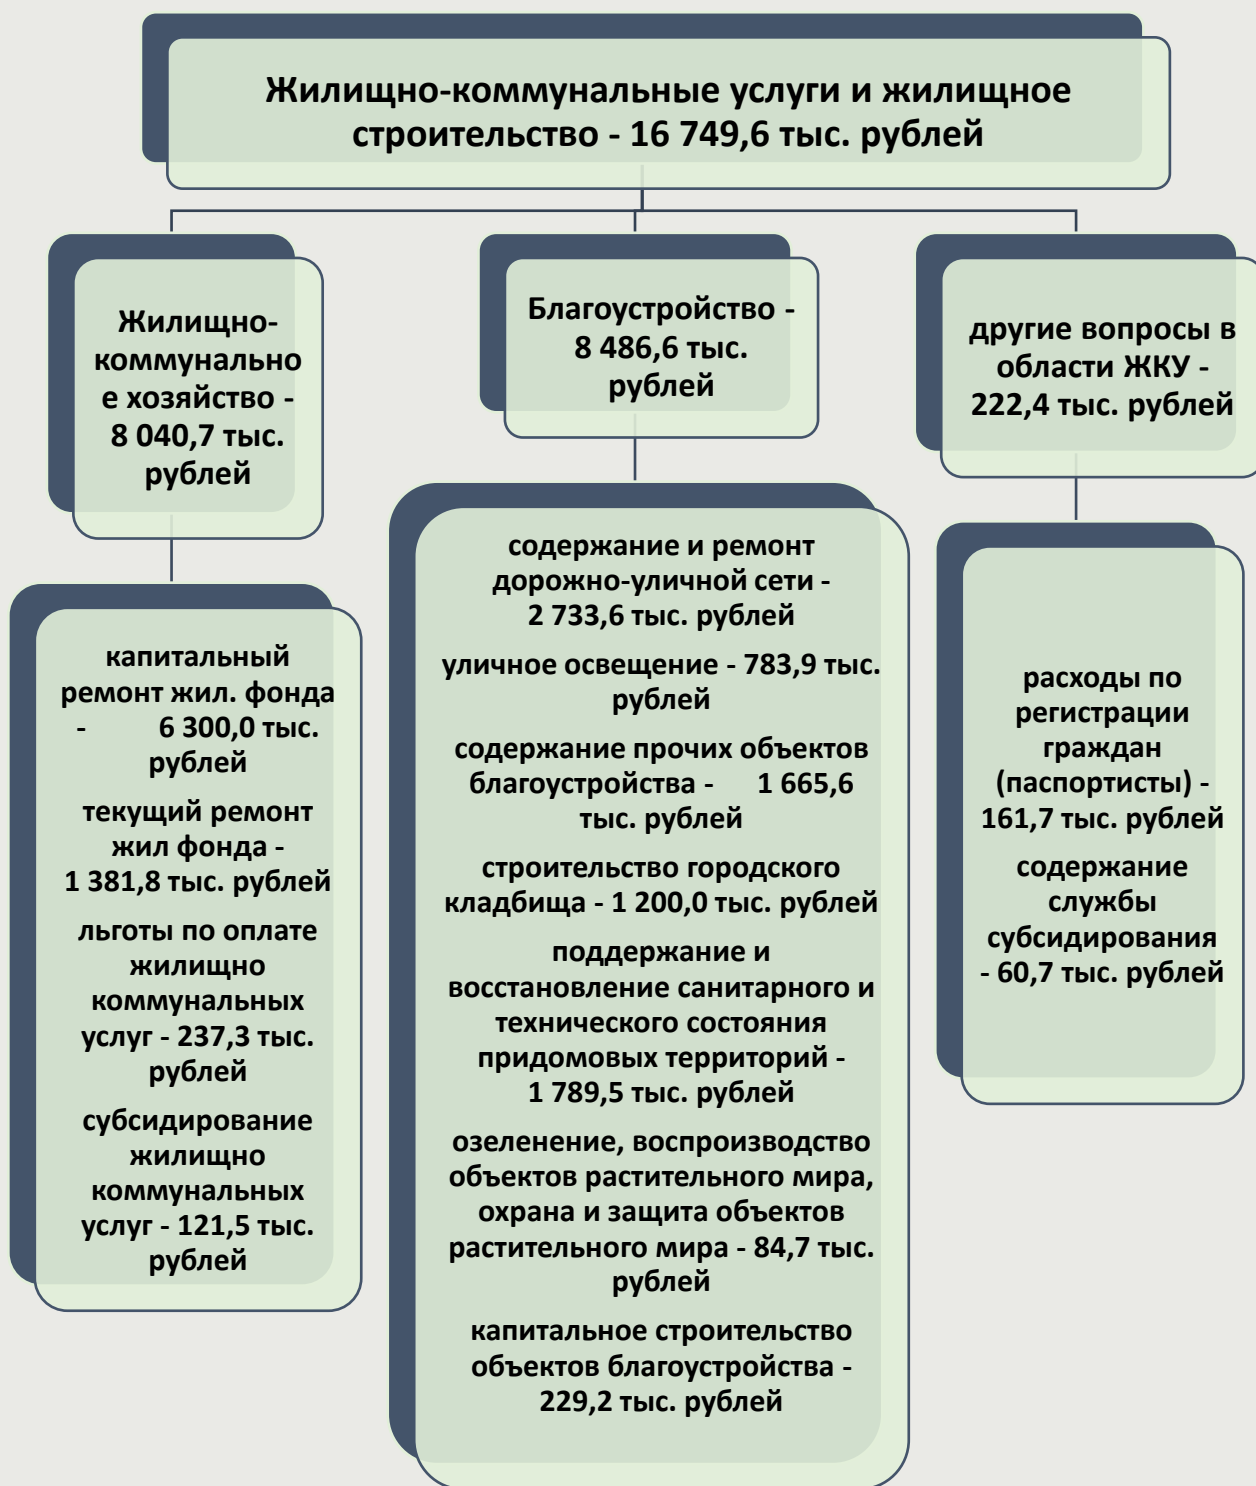 Жилищно-коммунальные услуги и жилищное
строительство - 16 749,6 тыс. рублей
Жилищно-
коммунально
е хозяйство -
8 040,7 тыс.
рублей
капитальный
ремонт жил. фонда
- 6 300,0 тыс.
рублей
текущий ремонт
жил фонда -
1 381,8 тыс. рублей
льготы по оплате
жилищно
коммунальных
услуг - 237,3 тыс.
рублей
субсидирование
жилищно
коммунальных
услуг - 121,5 тыс.
рублей
Благоустройство -
8 486,6 тыс.
рублей
содержание и ремонт
дорожно-уличной сети -
2 733,6 тыс. рублей
уличное освещение - 783,9 тыс.
рублей
содержание прочих объектов
благоустройства - 1 665,6
тыс. рублей
строительство городского
кладбища - 1 200,0 тыс. рублей
поддержание и
восстановление санитарного и
технического состояния
придомовых территорий -
1 789,5 тыс. рублей
озеленение, воспроизводство
объектов растительного мира,
охрана и защита объектов
растительного мира - 84,7 тыс.
рублей
капитальное строительство
объектов благоустройства -
229,2 тыс. рублей
другие вопросы в
области ЖКУ -
222,4 тыс. рублей
расходы по
регистрации
граждан
(паспортисты) -
161,7 тыс. рублей
содержание
службы
субсидирования
- 60,7 тыс. рублей